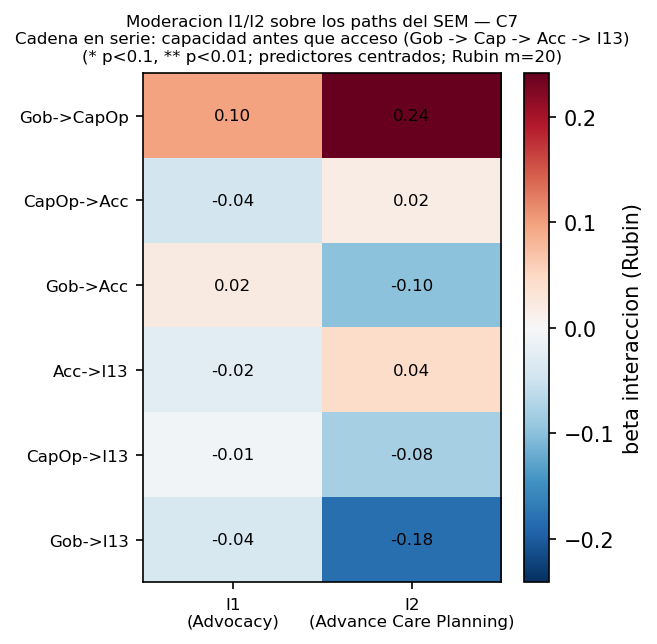 Moderacion I1/I2 sobre los paths del SEM — C7
Cadena en serie: capacidad antes que acceso (Gob -> Cap -> Acc -> I13)
(* p<0.1, ** p<0.01; predictores centrados; Rubin m=20)
Gob->CapOp 0.10 0.24
CapOp->Acc -0.04 0.02
Gob->Acc 0.02 -0.10
Acc->I13 -0.02 0.04
CapOp->I13 -0.01 -0.08
Gob->I13 -0.04 -0.18
I1 I2
(Advocacy) (Advance Care Planning)
0.2
0.1
0.0
−0.1
−0.2
beta interaccion (Rubin)